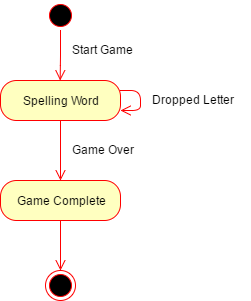 Start Game
Spelling Word
Dropped Letter
Game Over
Game Complete